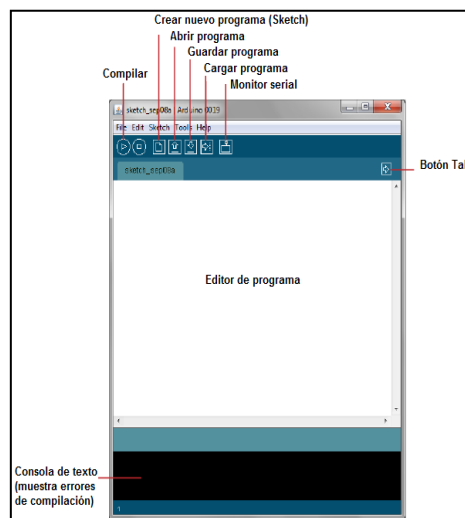 Crear nuevo programa (Sketch)
Abrir programa
Guardar programa
Cargar programa
Monitor serial
Compilar
sketch_sep08a Arduino 0019
File Edit Sketch Tools Help
sketch_sep08a
Botón Tal
Editor de programa
Consola de texto
(muestra errores
de compilación)
1